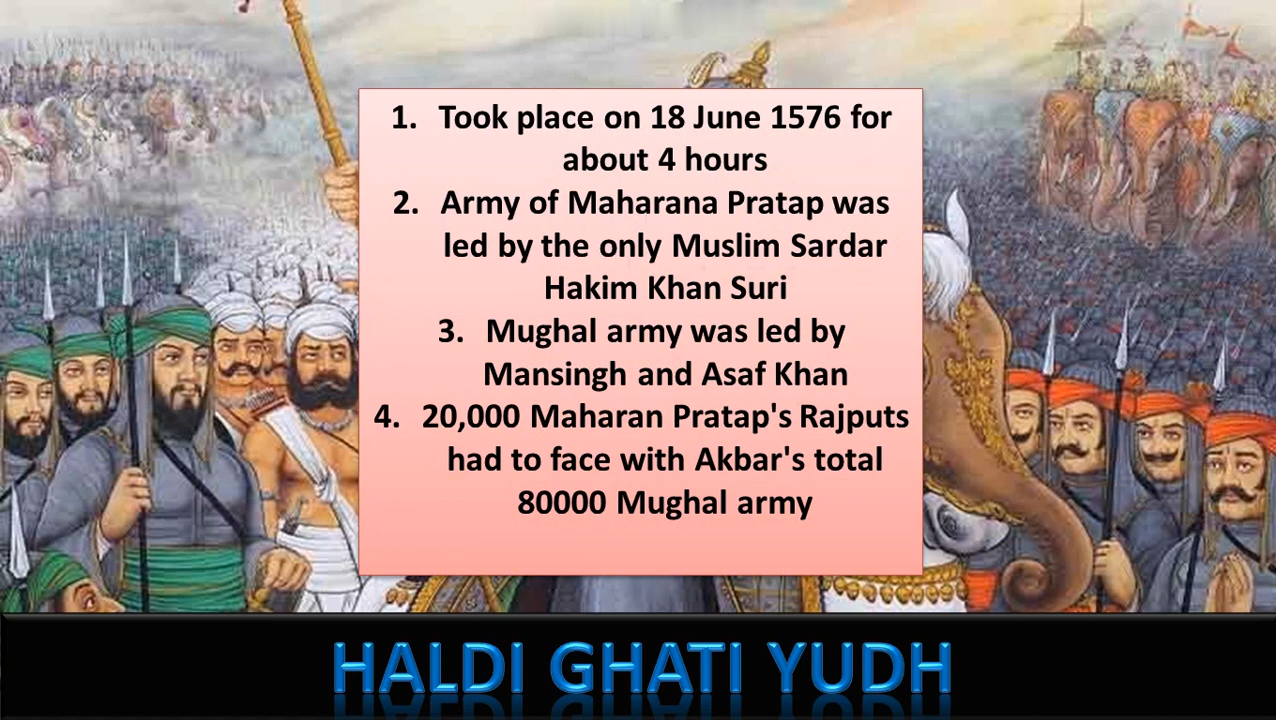 1. Took place on 18 June 1576 for
about 4 hours
2. Army of Maharana Pratap was
led by the only Muslim Sardar
Hakim Khan Suri
3. Mughal army was led by
Mansingh and Asaf Khan
4. 20,000 Maharan Pratap's Rajputs
had to face with Akbar's total
80000 Mughal army
HALDI GHATI YUDH